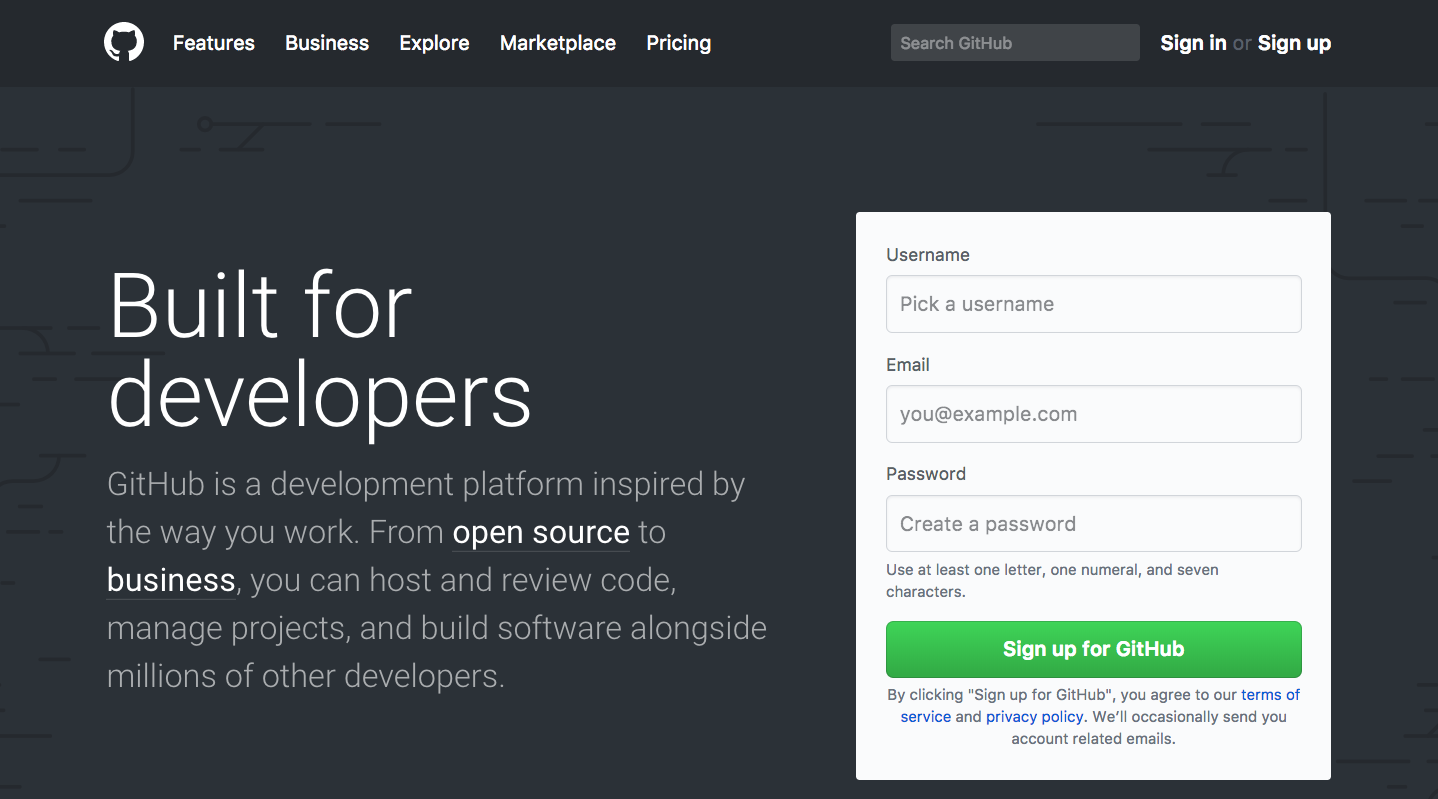 Features Business Explore Marketplace Pricing Search GitHub Sign in or Sign up
Built for
developers
GitHub is a development platform inspired by
the way you work. From open source to
business, you can host and review code,
manage projects, and build software alongside
millions of other developers.
Username
Pick a username
Email
you@example.com
Password
Create a password
Use at least one letter, one numeral, and seven
characters.
Sign up for GitHub
By clicking "Sign up for GitHub", you agree to our terms of
service and privacy policy. We’ll occasionally send you
account related emails.